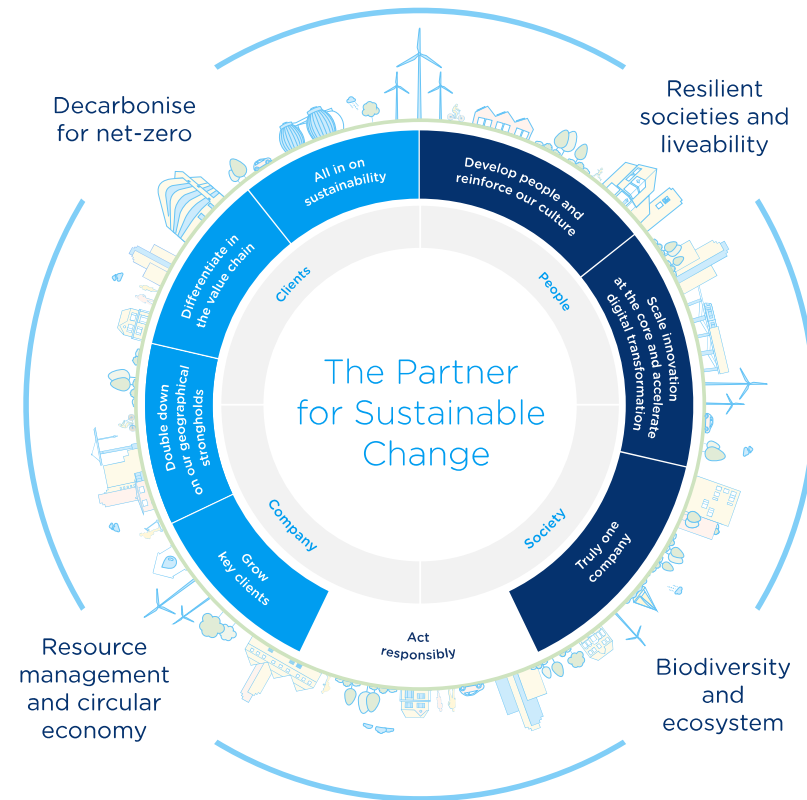 Decarbonise
for net-zero
Resilient
societies and
liveability
All in on
sustainability
Develop people and
reinforce our culture
Differentiate in
the value chain
Scale innovation
at the core and accelerate
digital transformation
Clients
People
The Partner
for Sustainable
Change
Double down
on our geographical
strongholds
Company
Society
Grow
key clients
Truly one
company
Act
responsibly
Resource
management
and circular
economy
Biodiversity
and
ecosystem